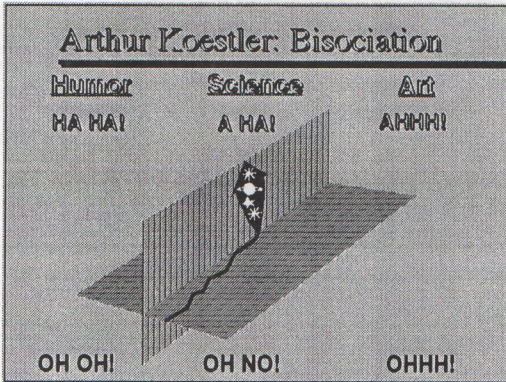 Arthur Koestler: Bisociation
Humor Science Art
HA HA! A HA! AHHH!
OH OH! OH NO! OHHH!